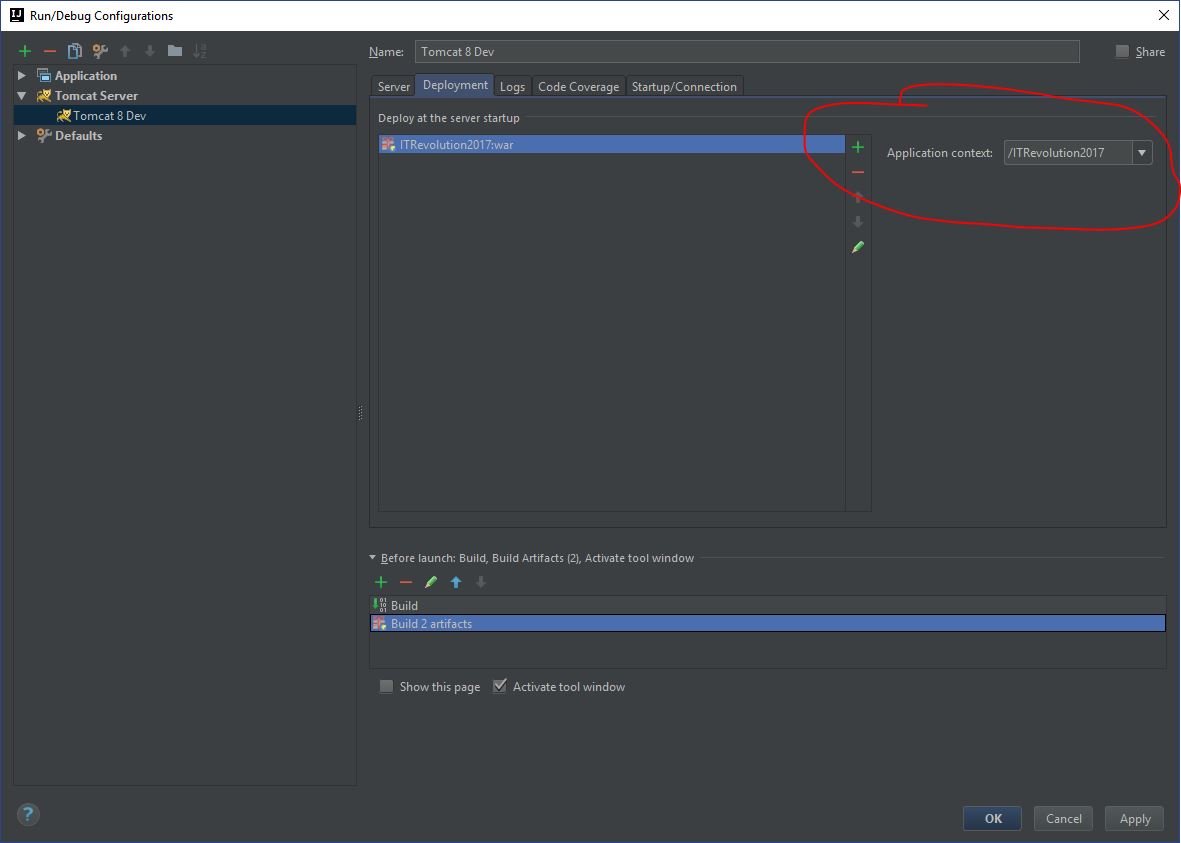 Run/Debug Configurations
Name: Tomcat 8 Dev
Share
Application
Tomcat Server
Tomcat 8 Dev
Defaults
Server Deployment Logs Code Coverage Startup/Connection
Deploy at the server startup
ITRevolution2017:war
Application context: /ITRevolution2017
Before launch: Build, Build Artifacts (2), Activate tool window
Build
Build 2 artifacts
Show this page Activate tool window
?
OK Cancel Apply